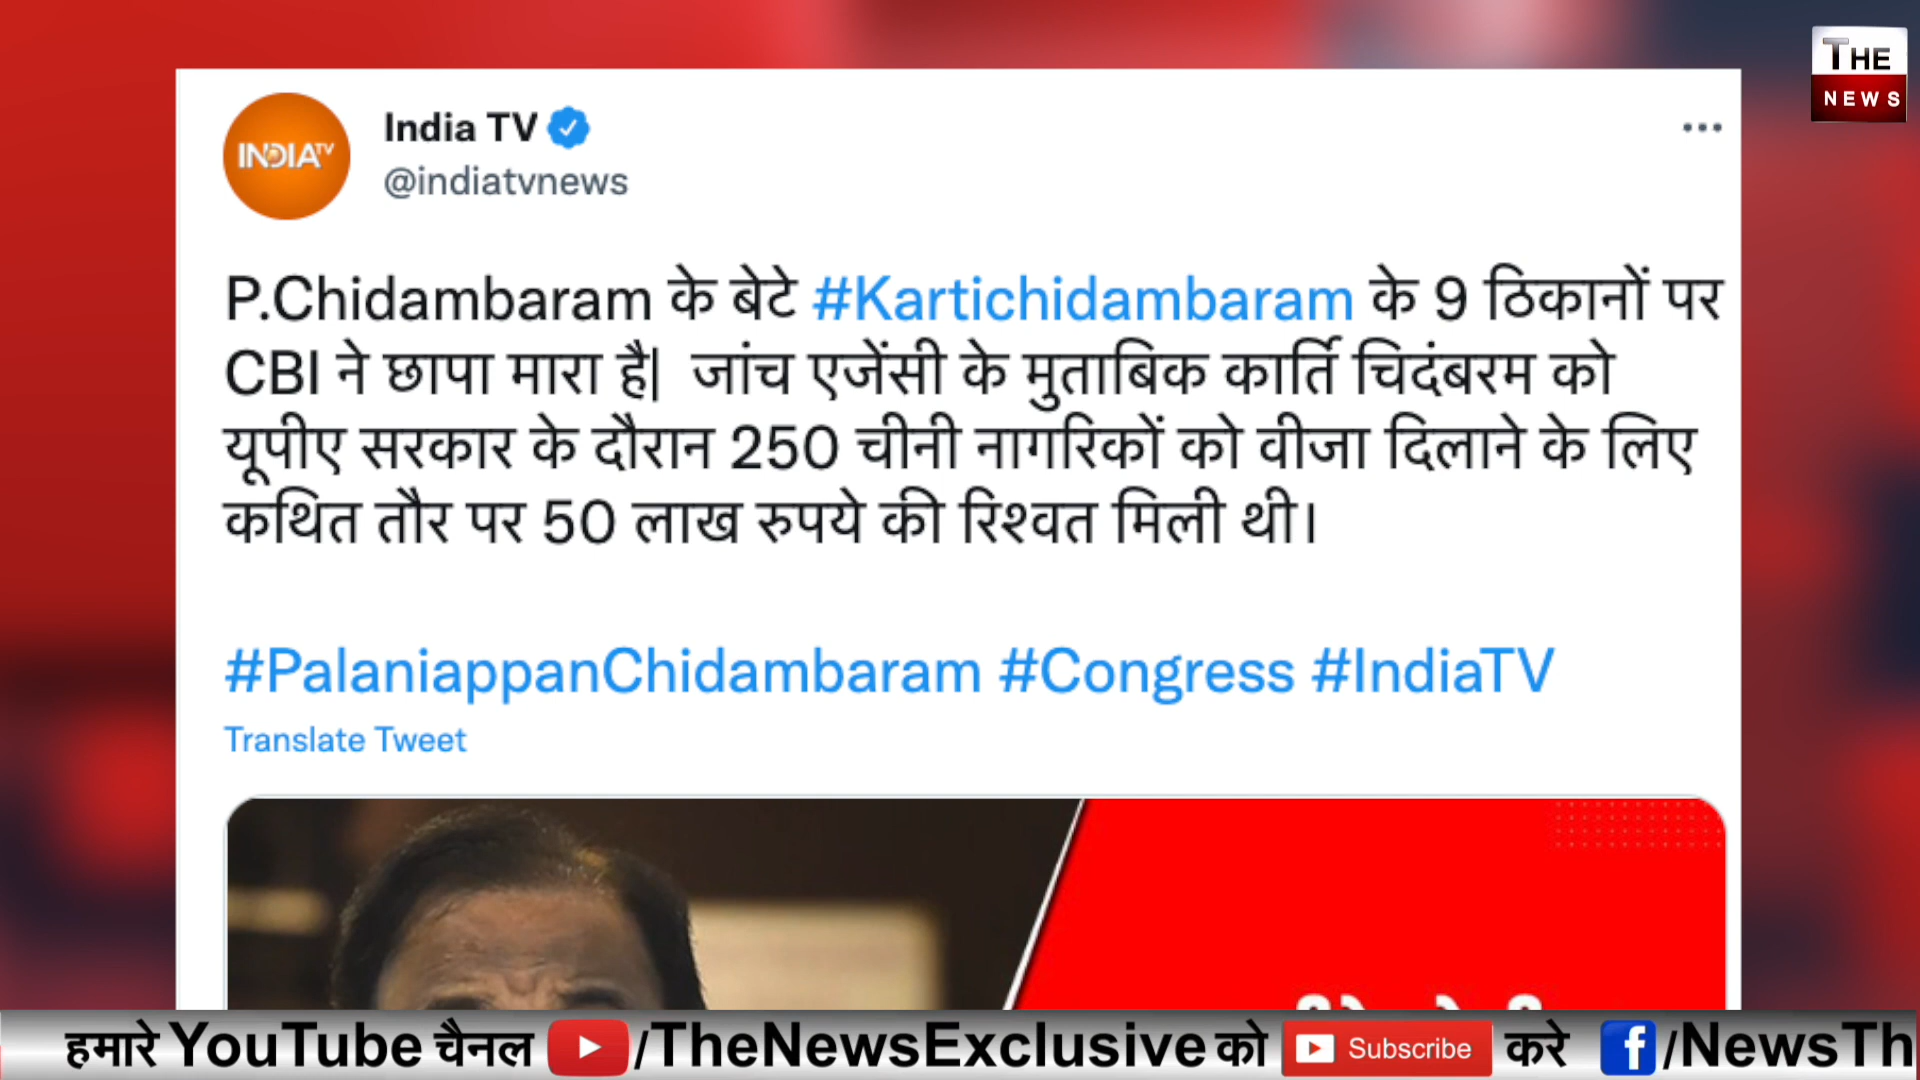 THE
NEWS
INDIA TV
India TV
@indiatvnews
P.Chidambaram के बेटे #Kartichidambaram के 9 ठिकानों पर
CBI ने छापा मारा है| जांच एजेंसी के मुताबिक कार्ति चिदंबरम को
यूपीए सरकार के दौरान 250 चीनी नागरिकों को वीजा दिलाने के लिए
कथित तौर पर 50 लाख रुपये की रिश्वत मिली थी।
#PalaniappanChidambaram #Congress #IndiaTV
Translate Tweet
हमारे YouTube चैनल /TheNewsExclusive को Subscribe करे f/NewsTh